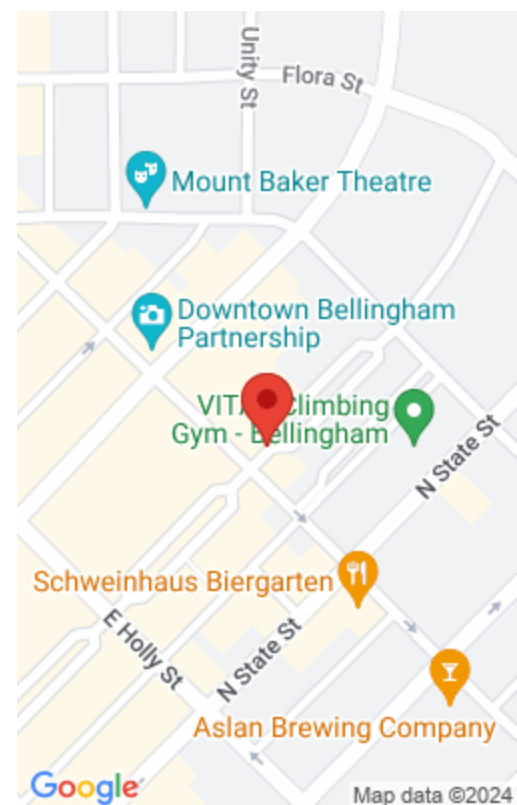 Unity St
Flora St
Mount Baker Theatre
Downtown Bellingham
Partnership
Climbing
Gym - Bellingham
N State St
Schweinhaus Biergarten
E Holly St
N State St
Aslan Brewing Company
Google
Map data ©2024